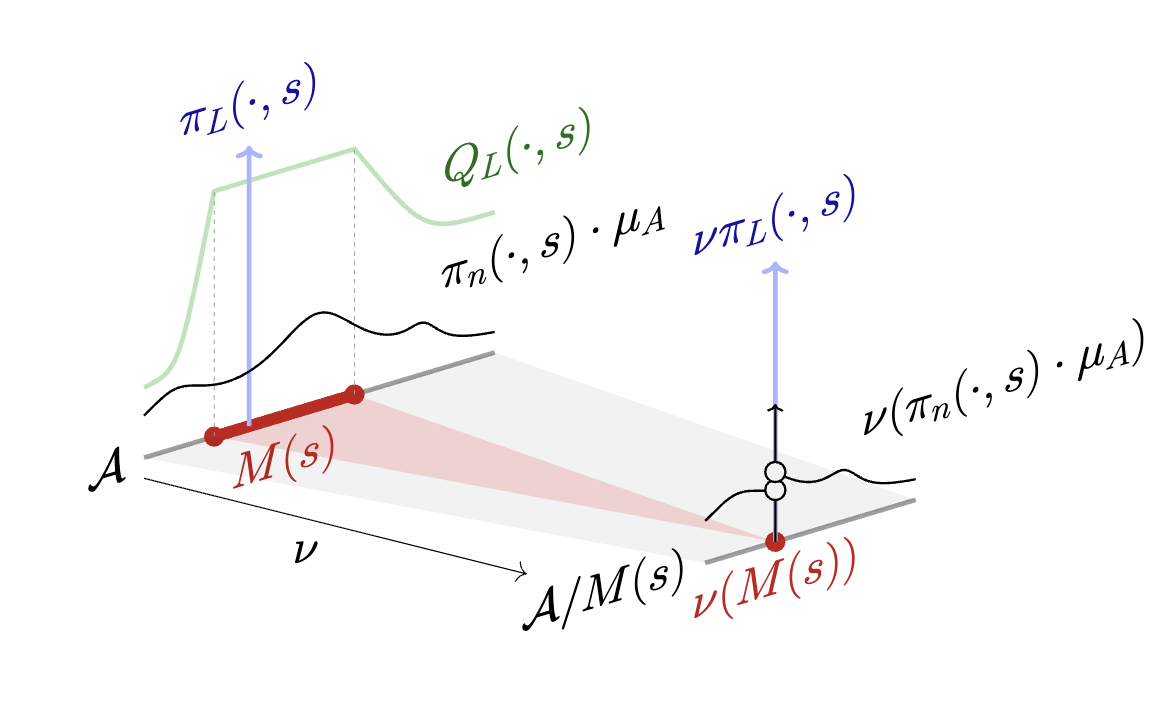 π_L(·, s)
Q_L(·, s)
π_n(·, s) · μ_A
νπ_L(·, s)
ν(π_n(·, s) · μ_A)
𝒜
M(s)
ν
𝒜/M(s)
ν(M(s))